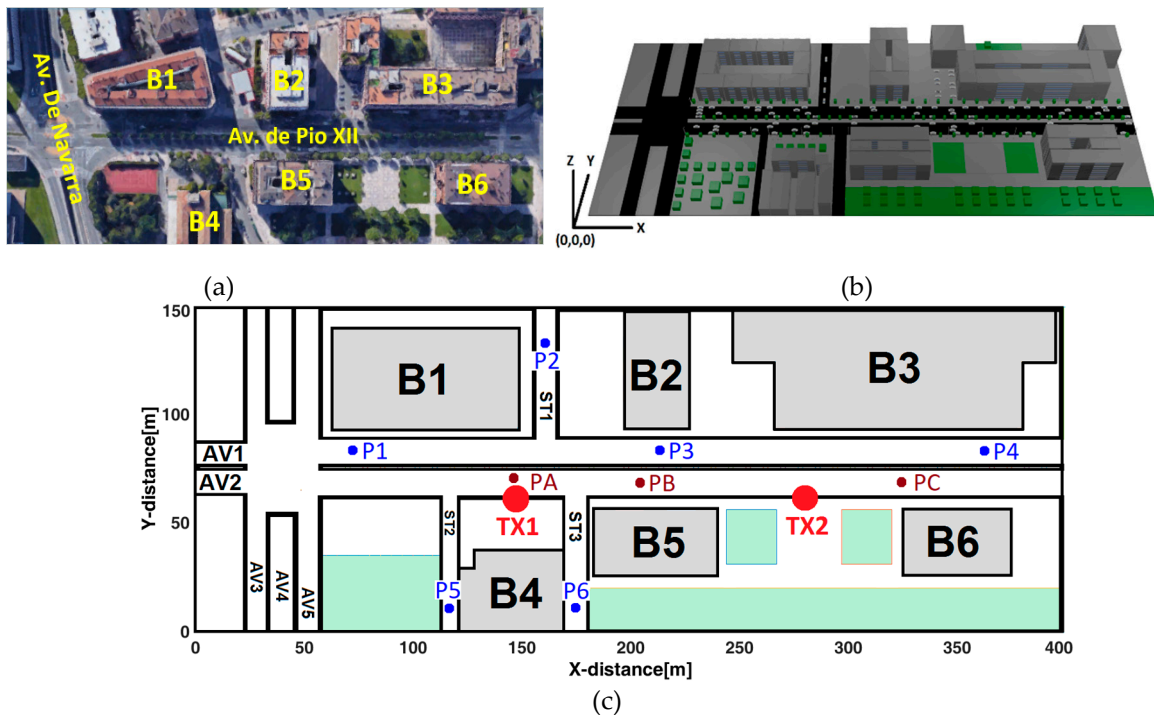 B1
B2
B3
Av. De Navarra
Av. de Pio XII
B5
B6
B4
Z
Y
X
(0,0,0)
(a)
(b)
150
100
50
0
Y-distance[m]
B1
P2
ST1
B2
B3
AV1
P1
P3
P4
AV2
PA
PB
PC
TX1
TX2
ST2
ST3
B5
B6
AV3
AV4
AV5
P5
B4
P6
0
50
100
150
200
250
300
350
400
X-distance[m]
(c)